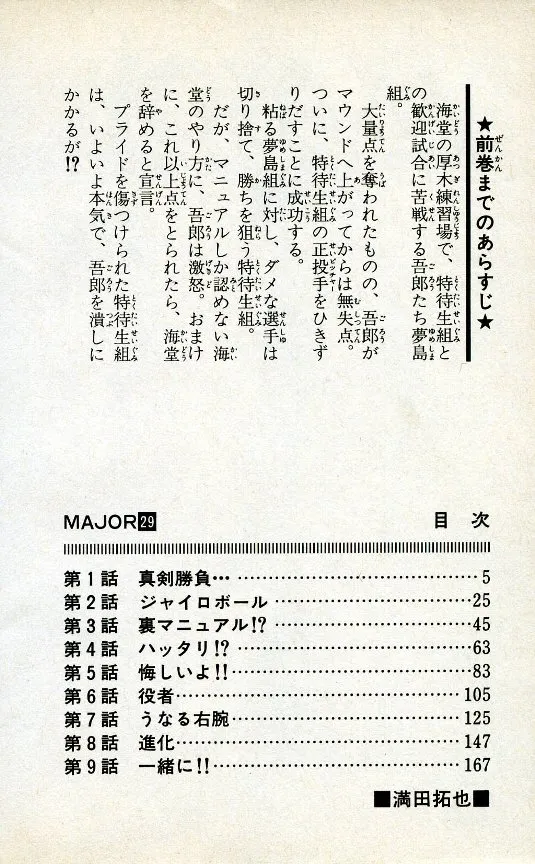 ★前巻までのあらすじ★
海堂の厚木練習場で、特待生組と
の歓迎試合に苦戦する吾郎たち夢島
組。
大量点を奪われたものの、吾郎が
マウンドへ上がってからは無失点。
ついに、特待生組の正投手をひきず
りだすことに成功する。
粘る夢島組に対し、ダメな選手は
切り捨て、勝ちを狙う特待生組。
だが、マニュアルしか認めない海
堂のやり方に、吾郎は激怒。おまけ
に、これ以上点をとられたら、海堂
を辞めると宣言。
プライドを傷つけられた特待生組
は、いよいよ本気で、吾郎を潰しに
かかるが!?
MAJOR29 目次
第1話 真剣勝負…………5
第2話 ジャイロボール…………25
第3話 裏マニュアル!?…………45
第4話 ハッタリ!?…………63
第5話 悔しいよ!!…………83
第6話 役者…………105
第7話 うなる右腕…………125
第8話 進化…………147
第9話 一緒に!!…………167
■満田拓也■